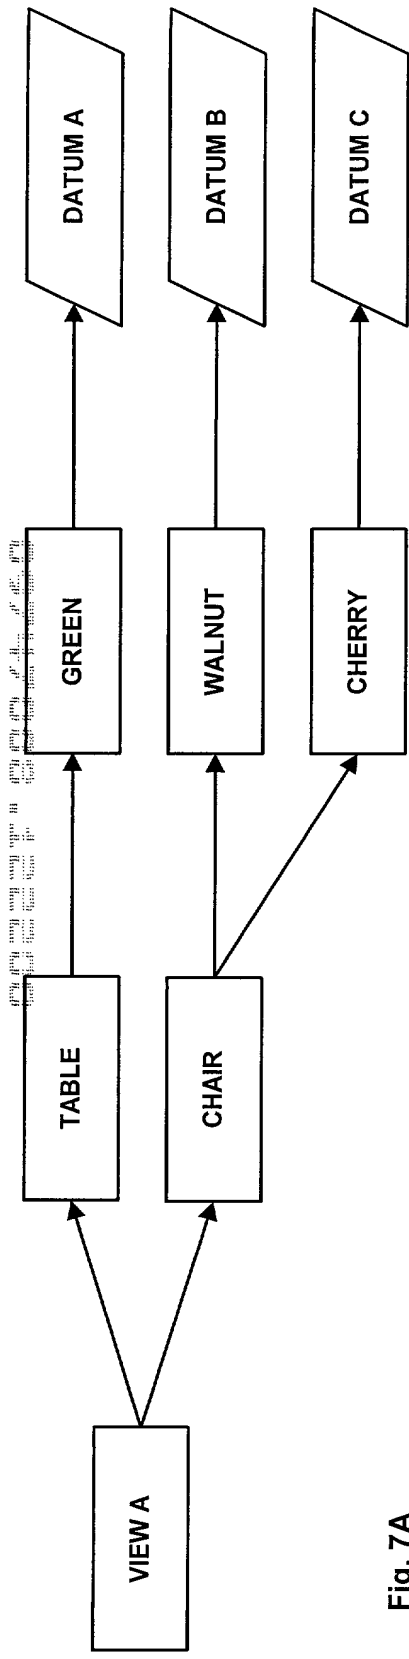 VIEW A
TABLE
CHAIR
GREEN
WALNUT
CHERRY
DATUM A
DATUM B
DATUM C
Fig. 7A